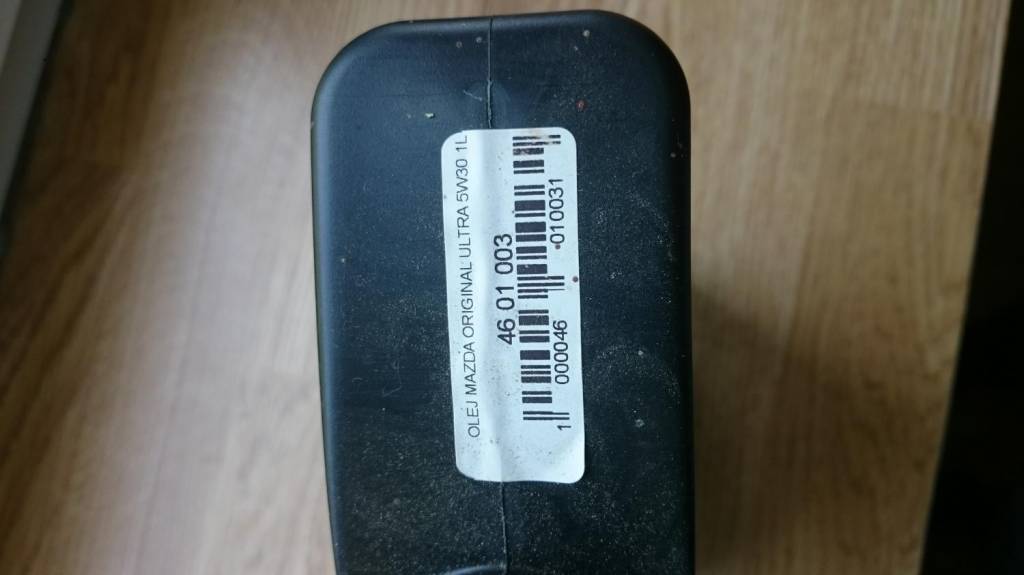 OLEJ MAZDA ORIGINAL ULTRA 5W30 1L
46 01 003
1 000046 010031